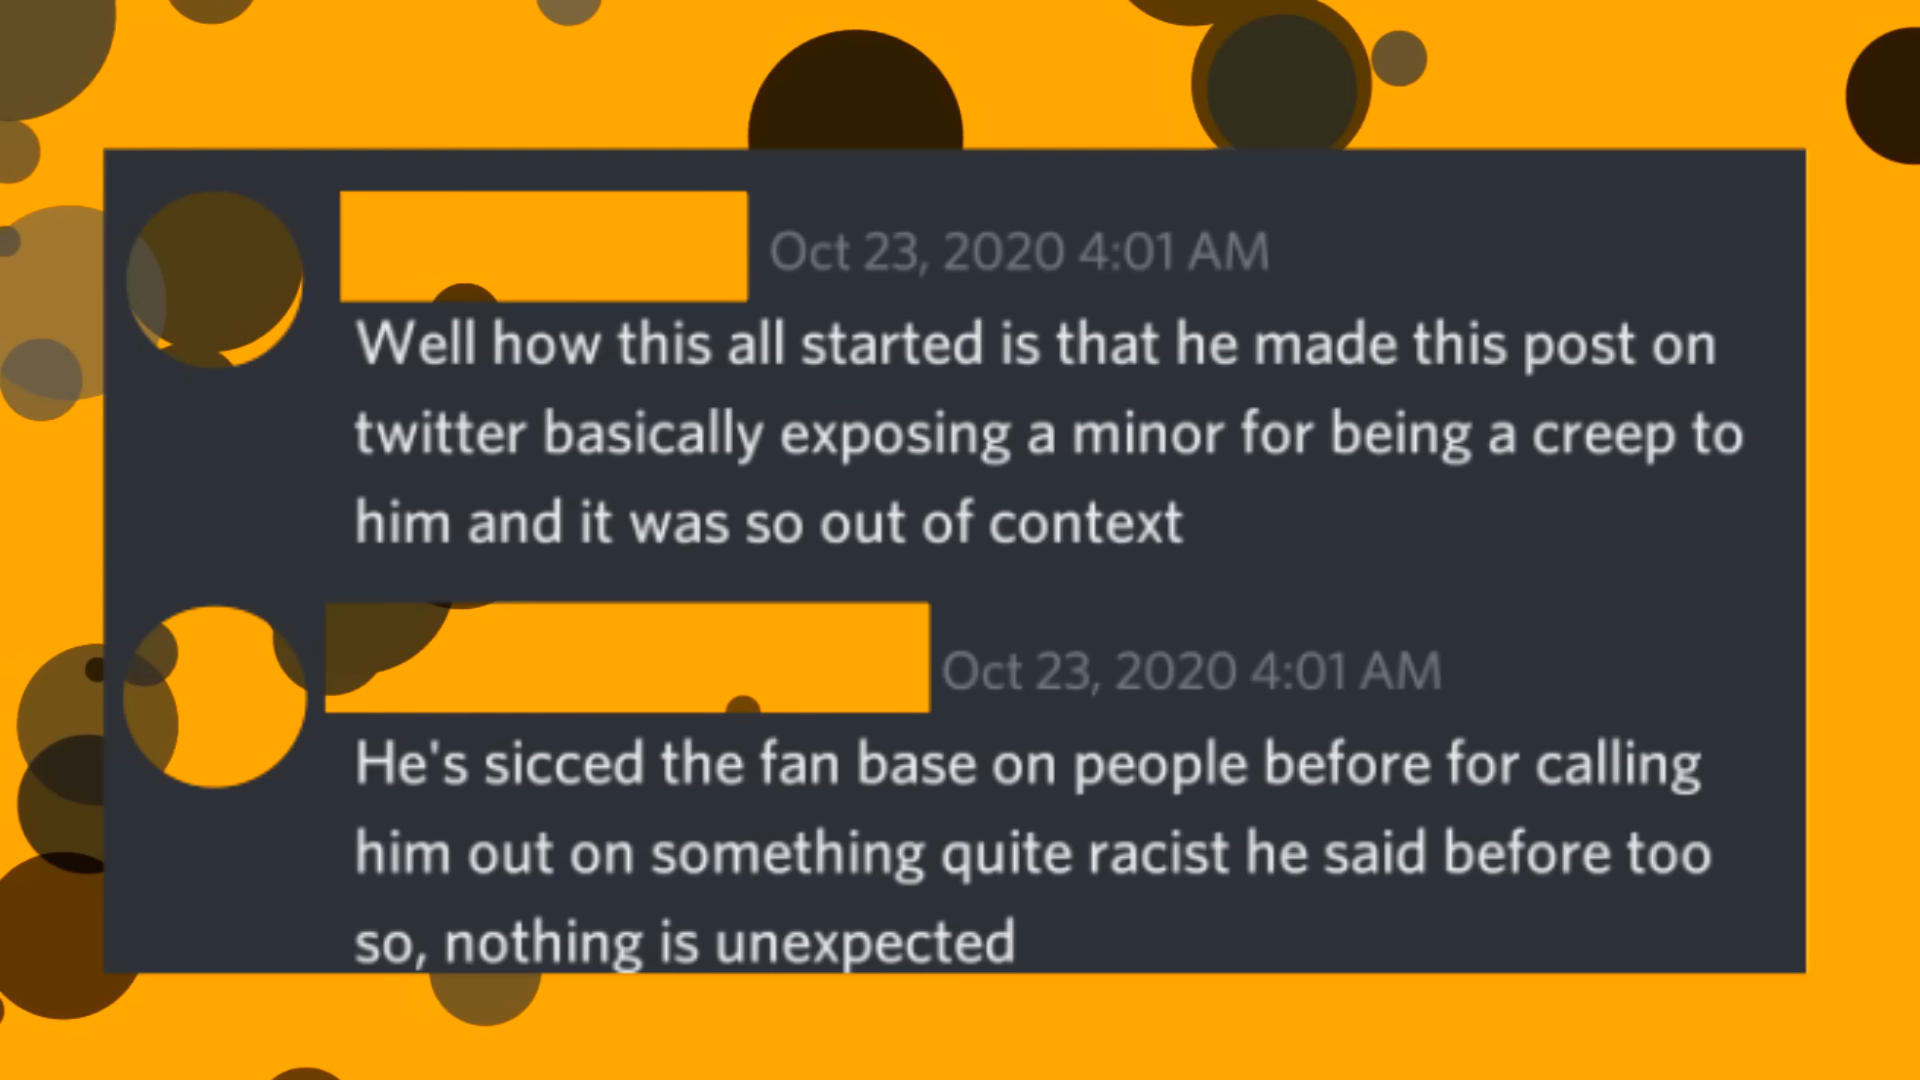 Oct 23, 2020 4:01 AM
Well how this all started is that he made this post on
twitter basically exposing a minor for being a creep to
him and it was so out of context
Oct 23, 2020 4:01 AM
He's sicced the fan base on people before for calling
him out on something quite racist he said before too
so, nothing is unexpected